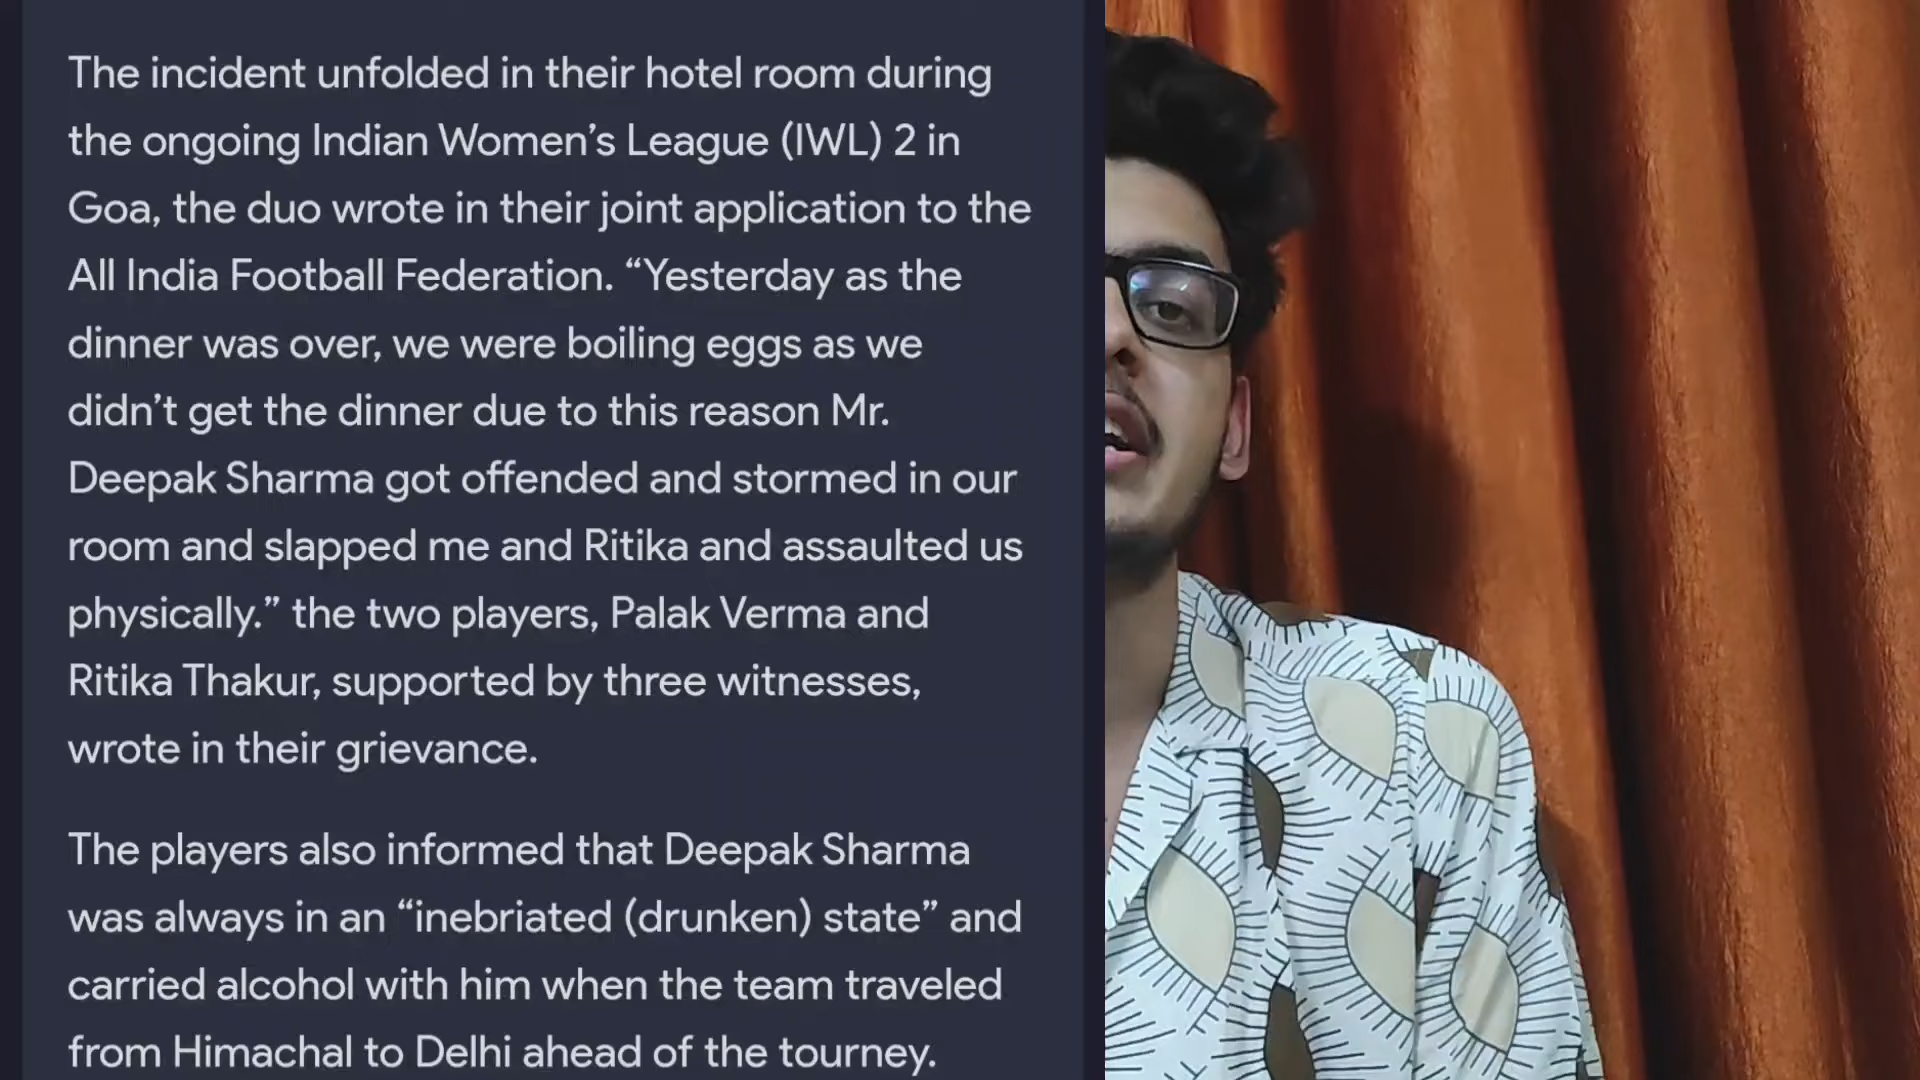 The incident unfolded in their hotel room during
the ongoing Indian Women’s League (IWL) 2 in
Goa, the duo wrote in their joint application to the
All India Football Federation. “Yesterday as the
dinner was over, we were boiling eggs as we
didn’t get the dinner due to this reason Mr.
Deepak Sharma got offended and stormed in our
room and slapped me and Ritika and assaulted us
physically.” the two players, Palak Verma and
Ritika Thakur, supported by three witnesses,
wrote in their grievance.
The players also informed that Deepak Sharma
was always in an “inebriated (drunken) state” and
carried alcohol with him when the team traveled
from Himachal to Delhi ahead of the tourney.